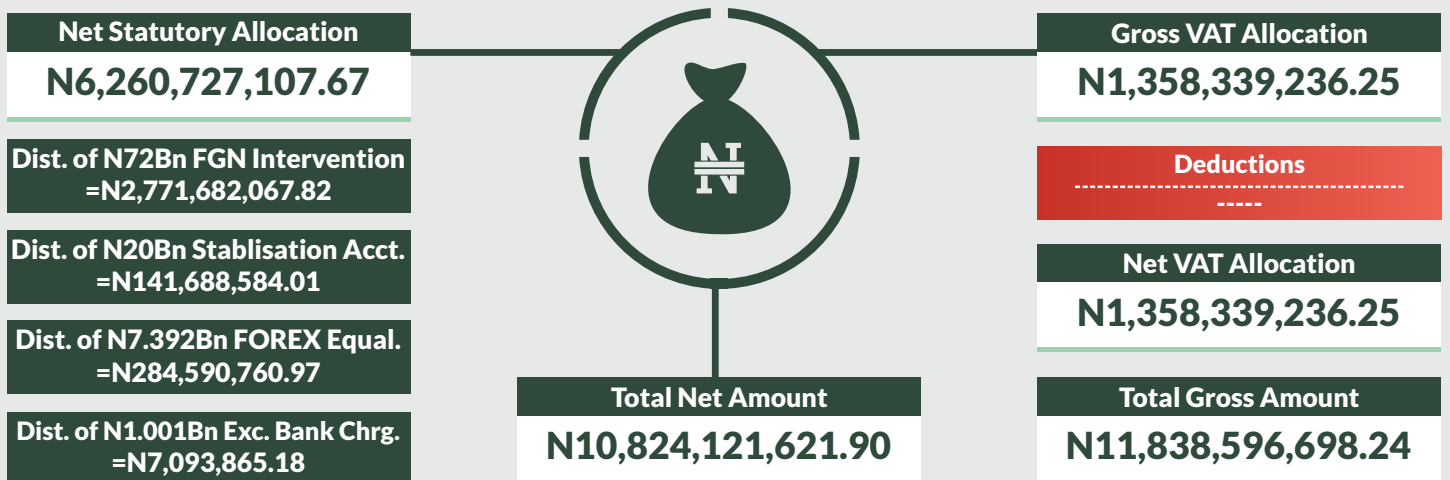 Net Statutory Allocation
N6,260,727,107.67
Dist. of N72Bn FGN Intervention
=N2,771,682,067.82
Dist. of N20Bn Stablisation Acct.
=N141,688,584.01
Dist. of N7.392Bn FOREX Equal.
=N284,590,760.97
Dist. of N1.001Bn Exc. Bank Chrg.
=N7,093,865.18
₦
Total Net Amount
N10,824,121,621.90
Gross VAT Allocation
N1,358,339,236.25
Deductions
--------------------------------------------
-----
Net VAT Allocation
N1,358,339,236.25
Total Gross Amount
N11,838,596,698.24